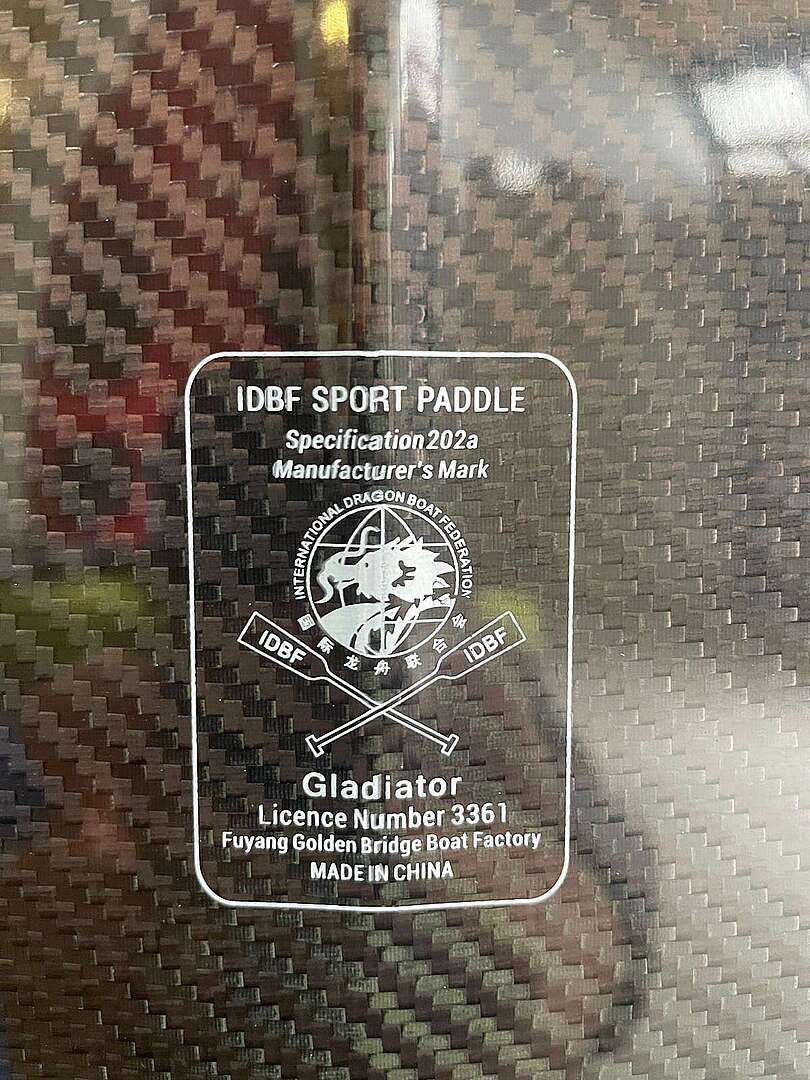 IDBF SPORT PADDLE
Specification 202a
Manufacturer's Mark
INTERNATIONAL DRAGON BOAT FEDERATION
国际龙舟联合会
IDBF
IDBF
Gladiator
Licence Number 3361
Fuyang Golden Bridge Boat Factory
MADE IN CHINA